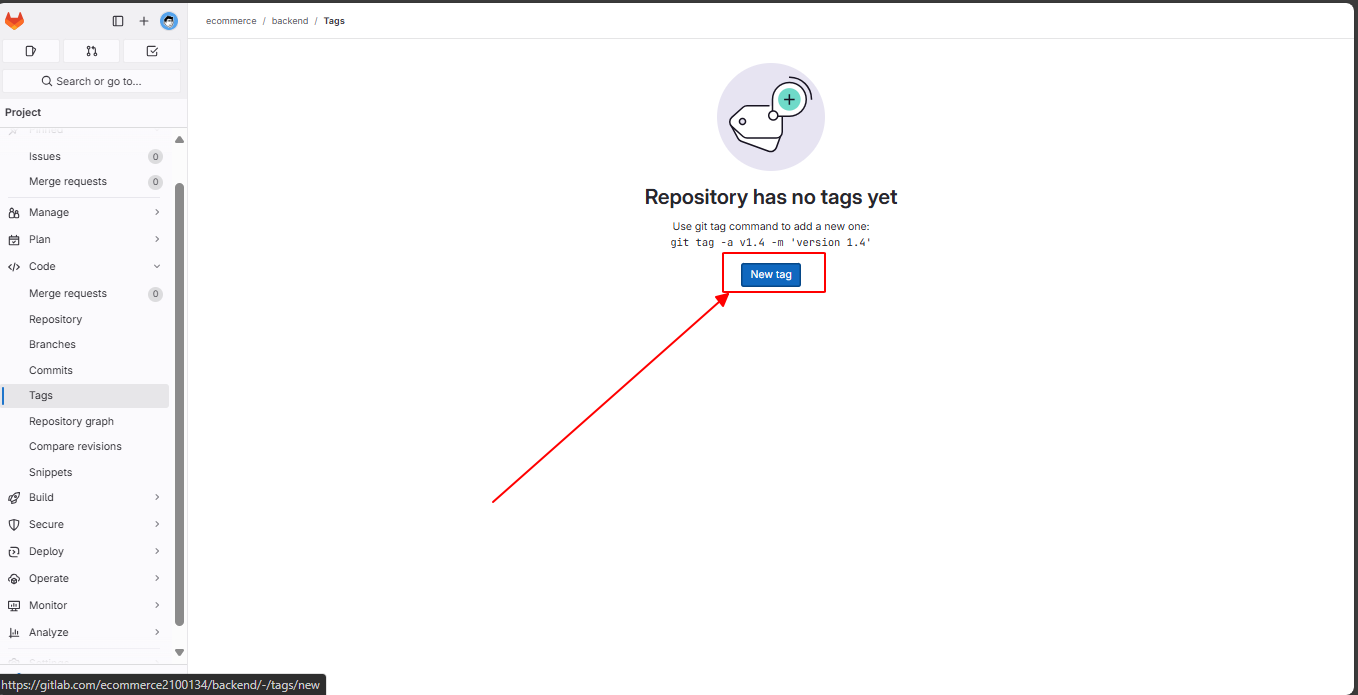 ecommerce / backend / Tags
Search or go to...
Project
Pinned
Issues 0
Merge requests 0
Manage
Plan
Code
Merge requests 0
Repository
Branches
Commits
Tags
Repository graph
Compare revisions
Snippets
Build
Secure
Deploy
Operate
Monitor
Analyze
Settings
https://gitlab.com/ecommerce2100134/backend/-/tags/new
Repository has no tags yet
Use git tag command to add a new one:
git tag -a v1.4 -m 'version 1.4'
New tag